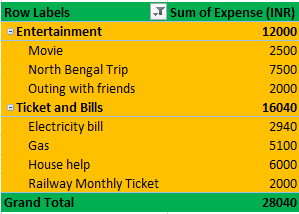 Row Labels Sum of Expense (INR)
Entertainment 12000
Movie 2500
North Bengal Trip 7500
Outing with friends 2000
Ticket and Bills 16040
Electricity bill 2940
Gas 5100
House help 6000
Railway Monthly Ticket 2000
Grand Total 28040